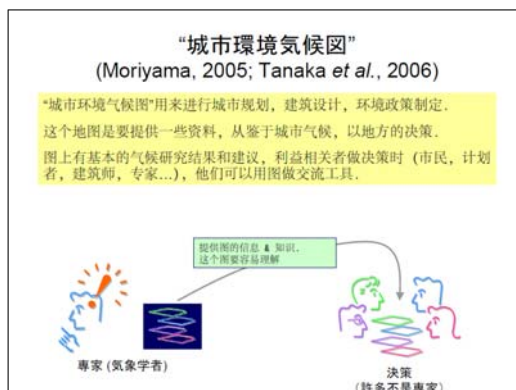 “城市環境気候図”
(Moriyama, 2005; Tanaka et al., 2006)
“城市环境气候图”用来进行城市规划，建筑设计，环境政策制定.
这个地图是要提供一些资料，从鉴于城市气候，以地方的决策.
图上有基本的气候研究结果和建议，利益相关者做决策时 (市民，计划
者，建筑师，专家…)，他们可以用图做交流工具.
提供图的信息 & 知识.
这个图要容易理解
專家 (気象学者)
決策
(許多不是專家)